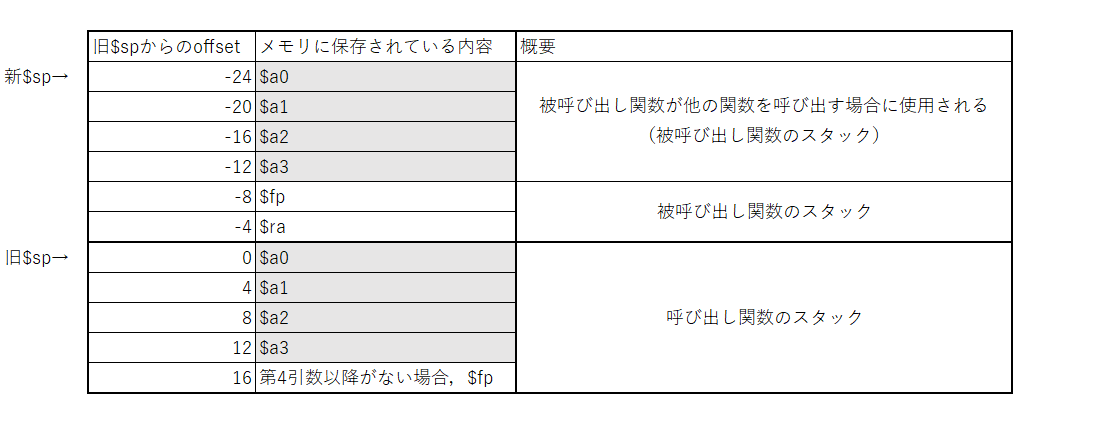 旧$spからのoffset メモリに保存されている内容 概要
新$sp→ -24 $a0
-20 $a1 被呼び出し関数が他の関数を呼び出す場合に使用される
-16 $a2 （被呼び出し関数のスタック）
-12 $a3
-8 $fp 被呼び出し関数のスタック
-4 $ra
旧$sp→ 0 $a0
4 $a1
8 $a2 呼び出し関数のスタック
12 $a3
16 第4引数以降がない場合，$fp